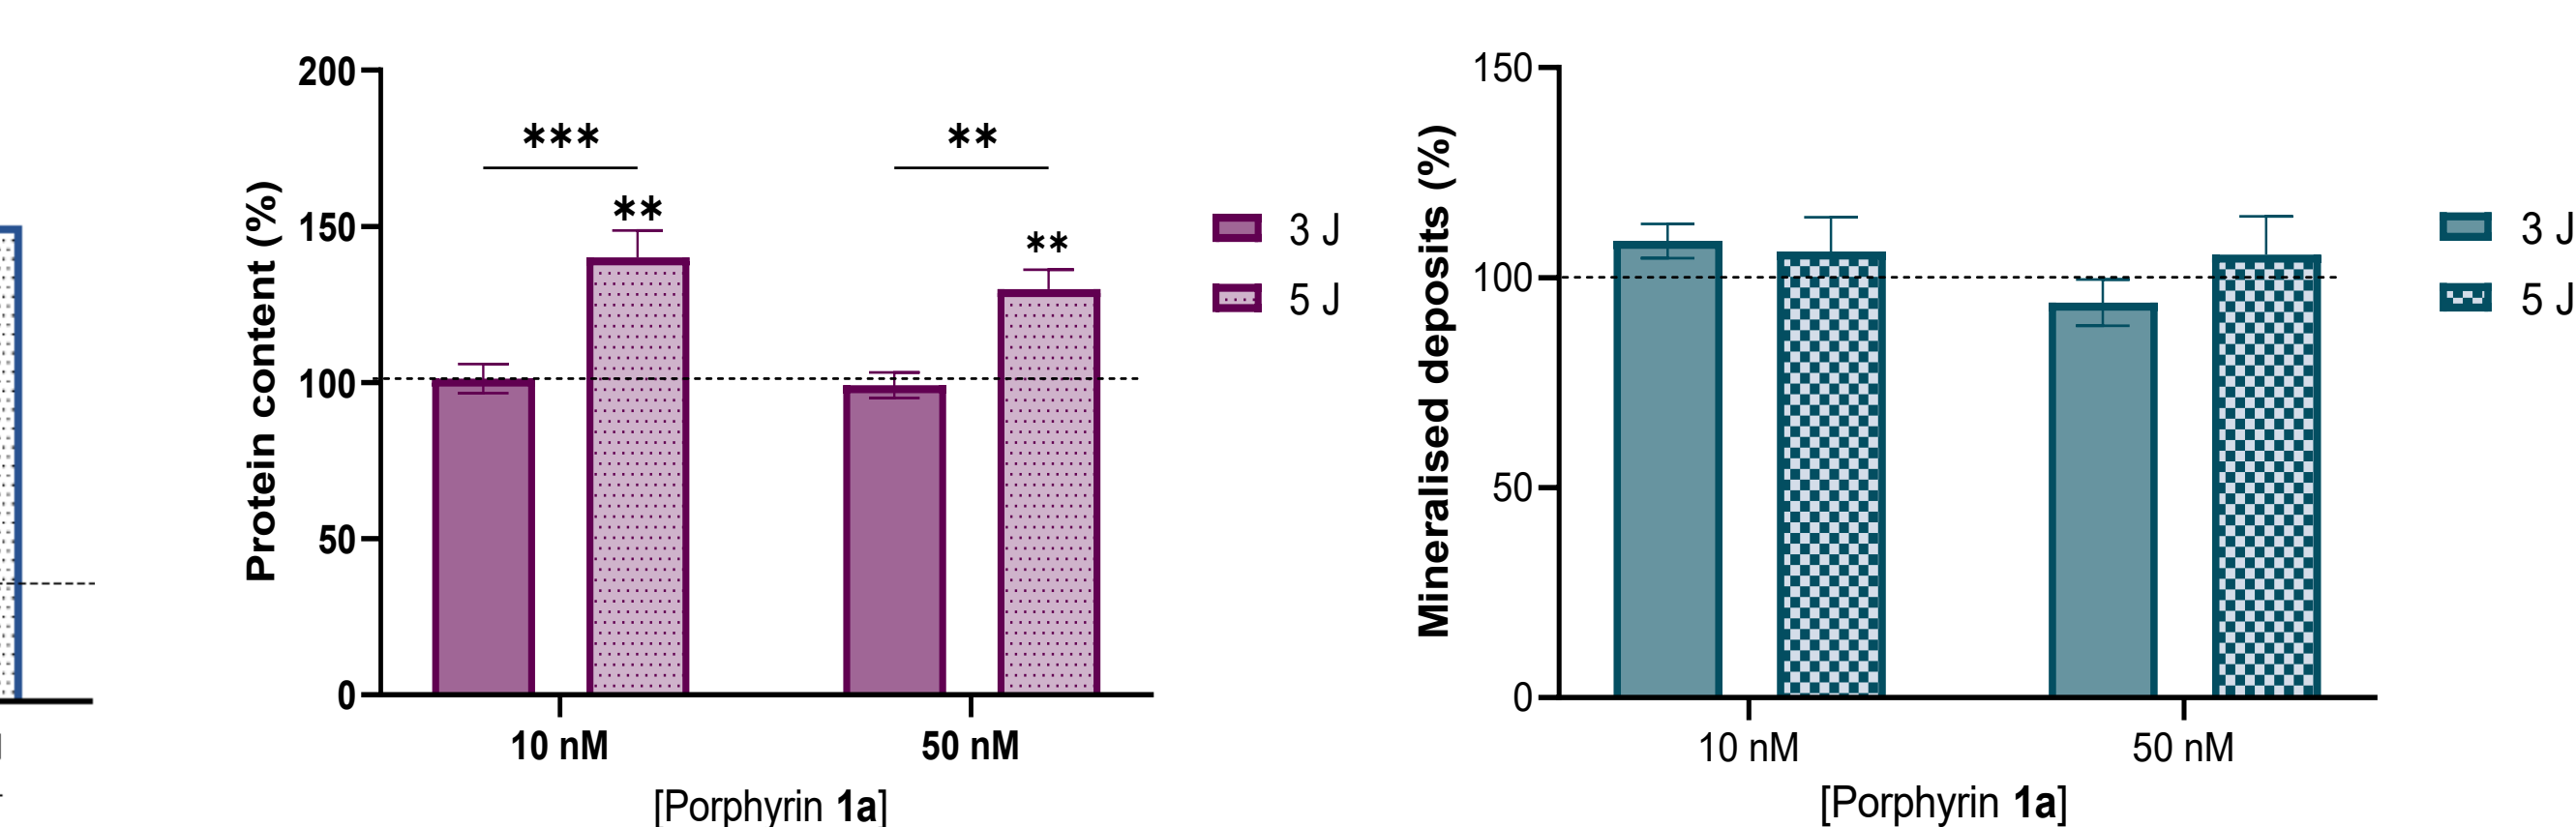 Protein content (%)
200
150
100
50
0
***
**
**
**
10 nM
50 nM
[Porphyrin 1a]
3 J
5 J
Mineralised deposits (%)
150
100
50
0
10 nM
50 nM
[Porphyrin 1a]
3 J
5 J